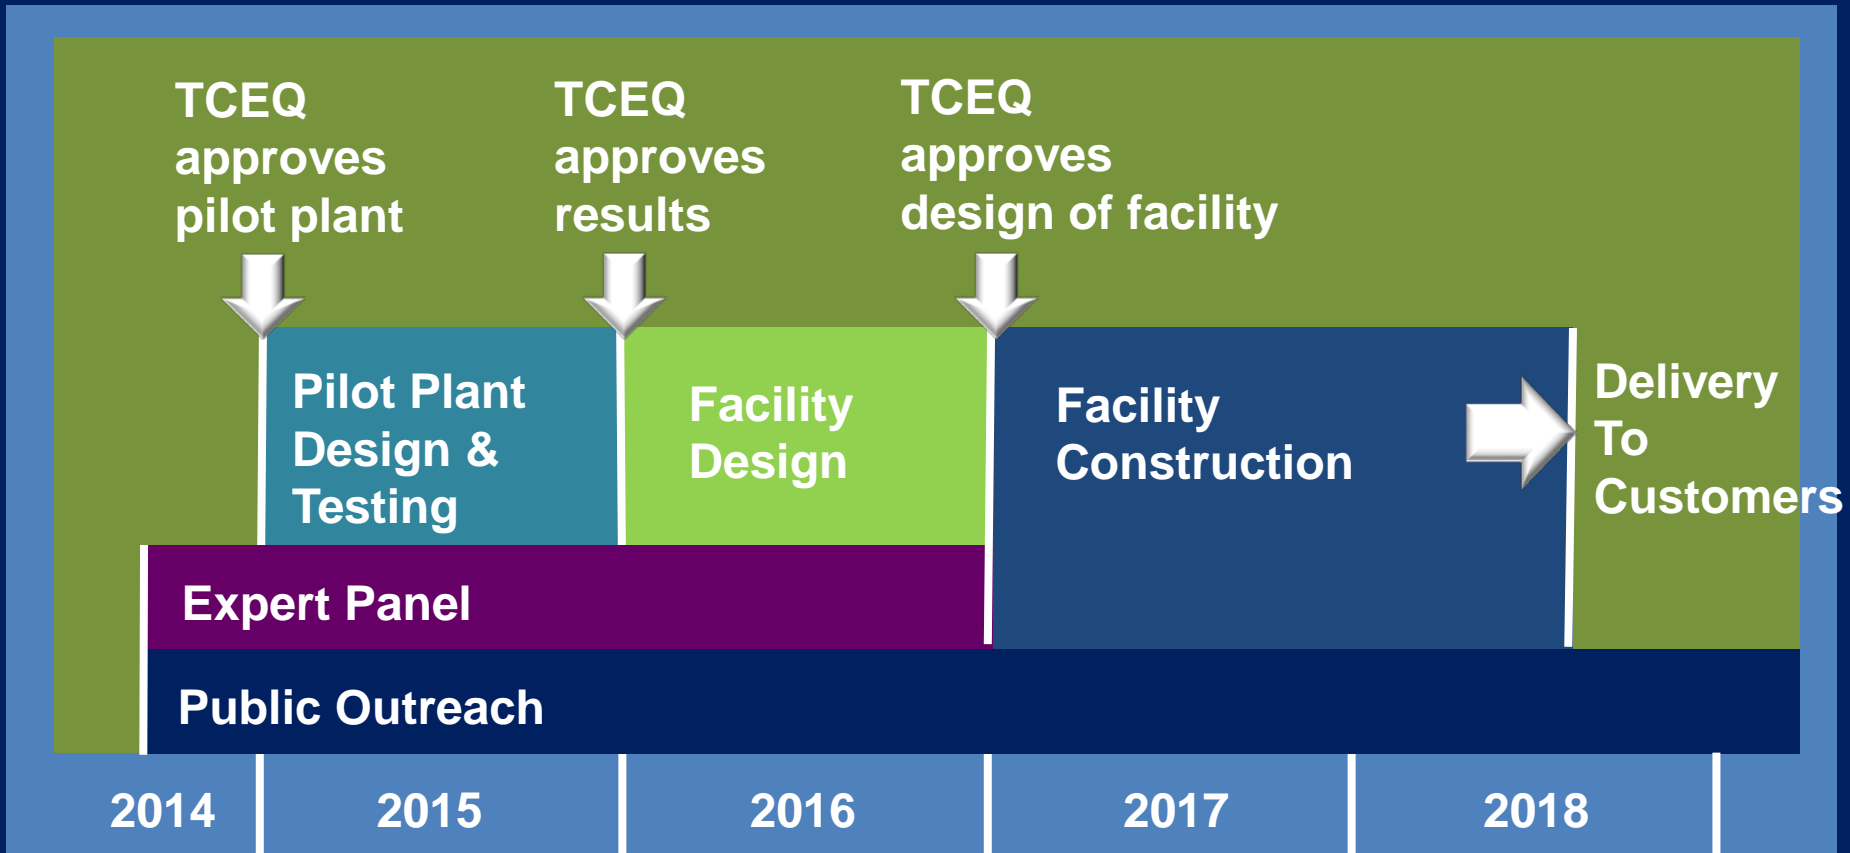 TCEQ
approves
pilot plant
TCEQ
approves
results
TCEQ
approves
design of facility
Pilot Plant
Design &
Testing
Facility
Design
Facility
Construction
Delivery
To
Customers
Expert Panel
Public Outreach
2014
2015
2016
2017
2018